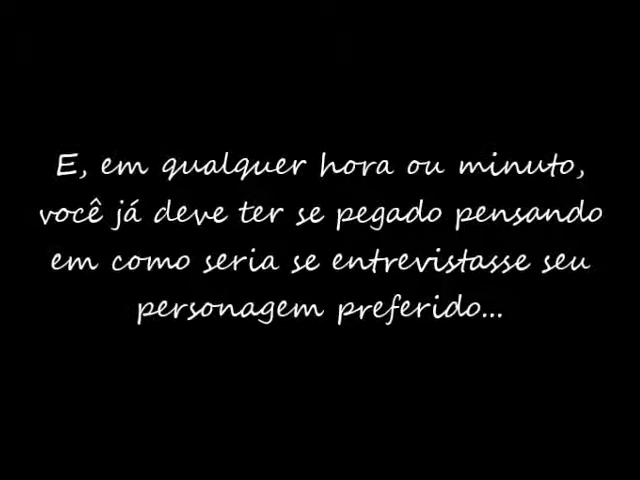 E, em qualquer hora ou minuto,
você já deve ter se pegado pensando
em como seria se entrevistasse seu
personagem preferido...